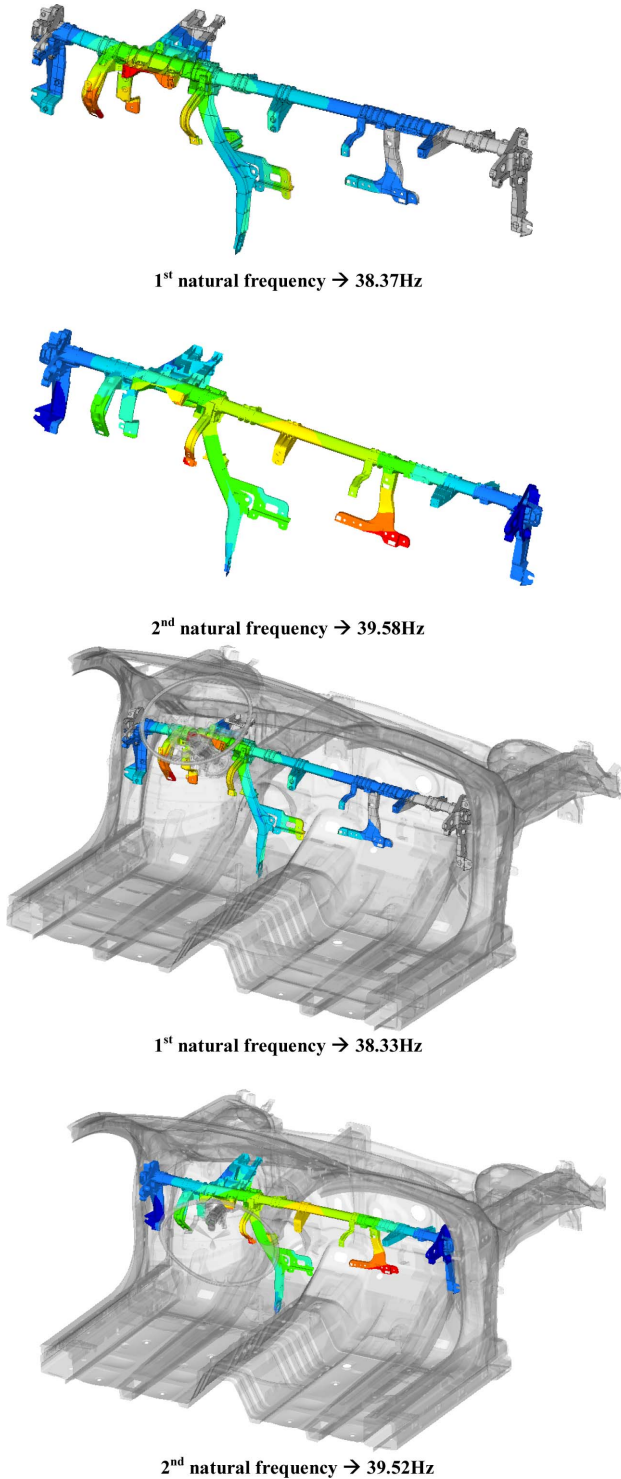 1st natural frequency → 38.37Hz
2nd natural frequency → 39.58Hz
1st natural frequency → 38.33Hz
2nd natural frequency → 39.52Hz